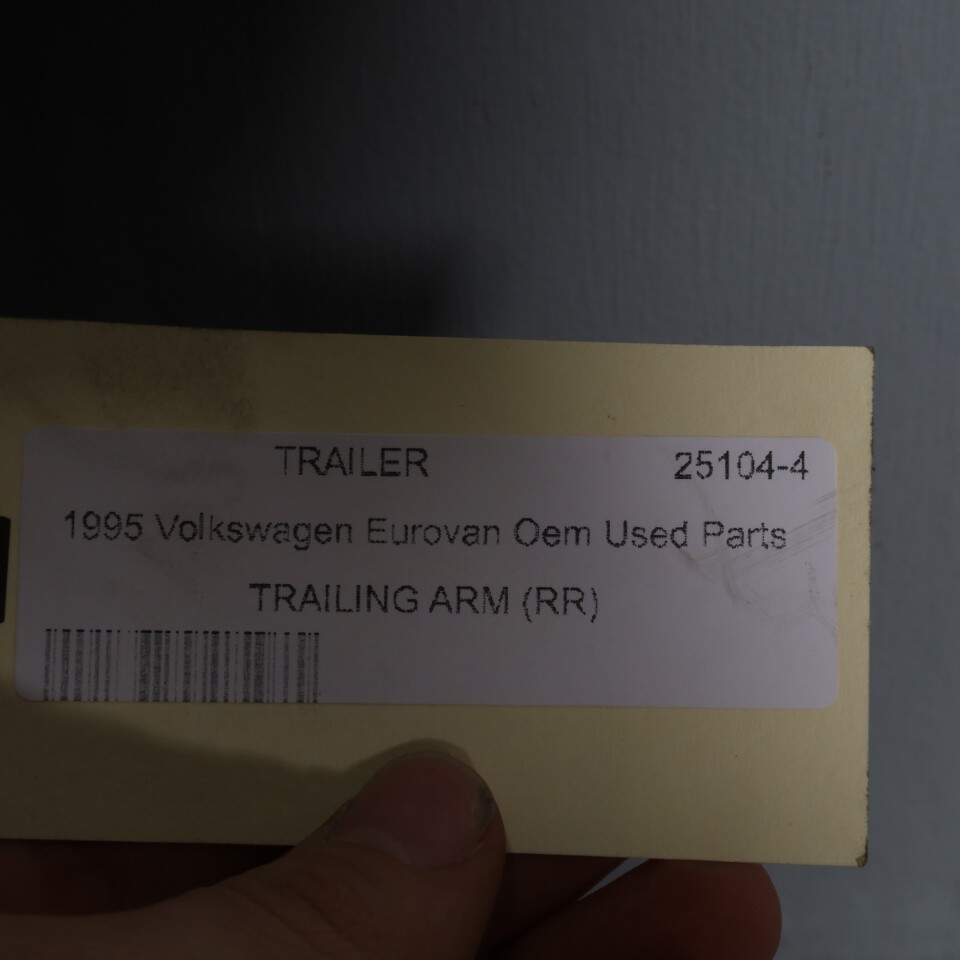 TRAILER 25104-4
1995 Volkswagen Eurovan Oem Used Parts
TRAILING ARM (RR)